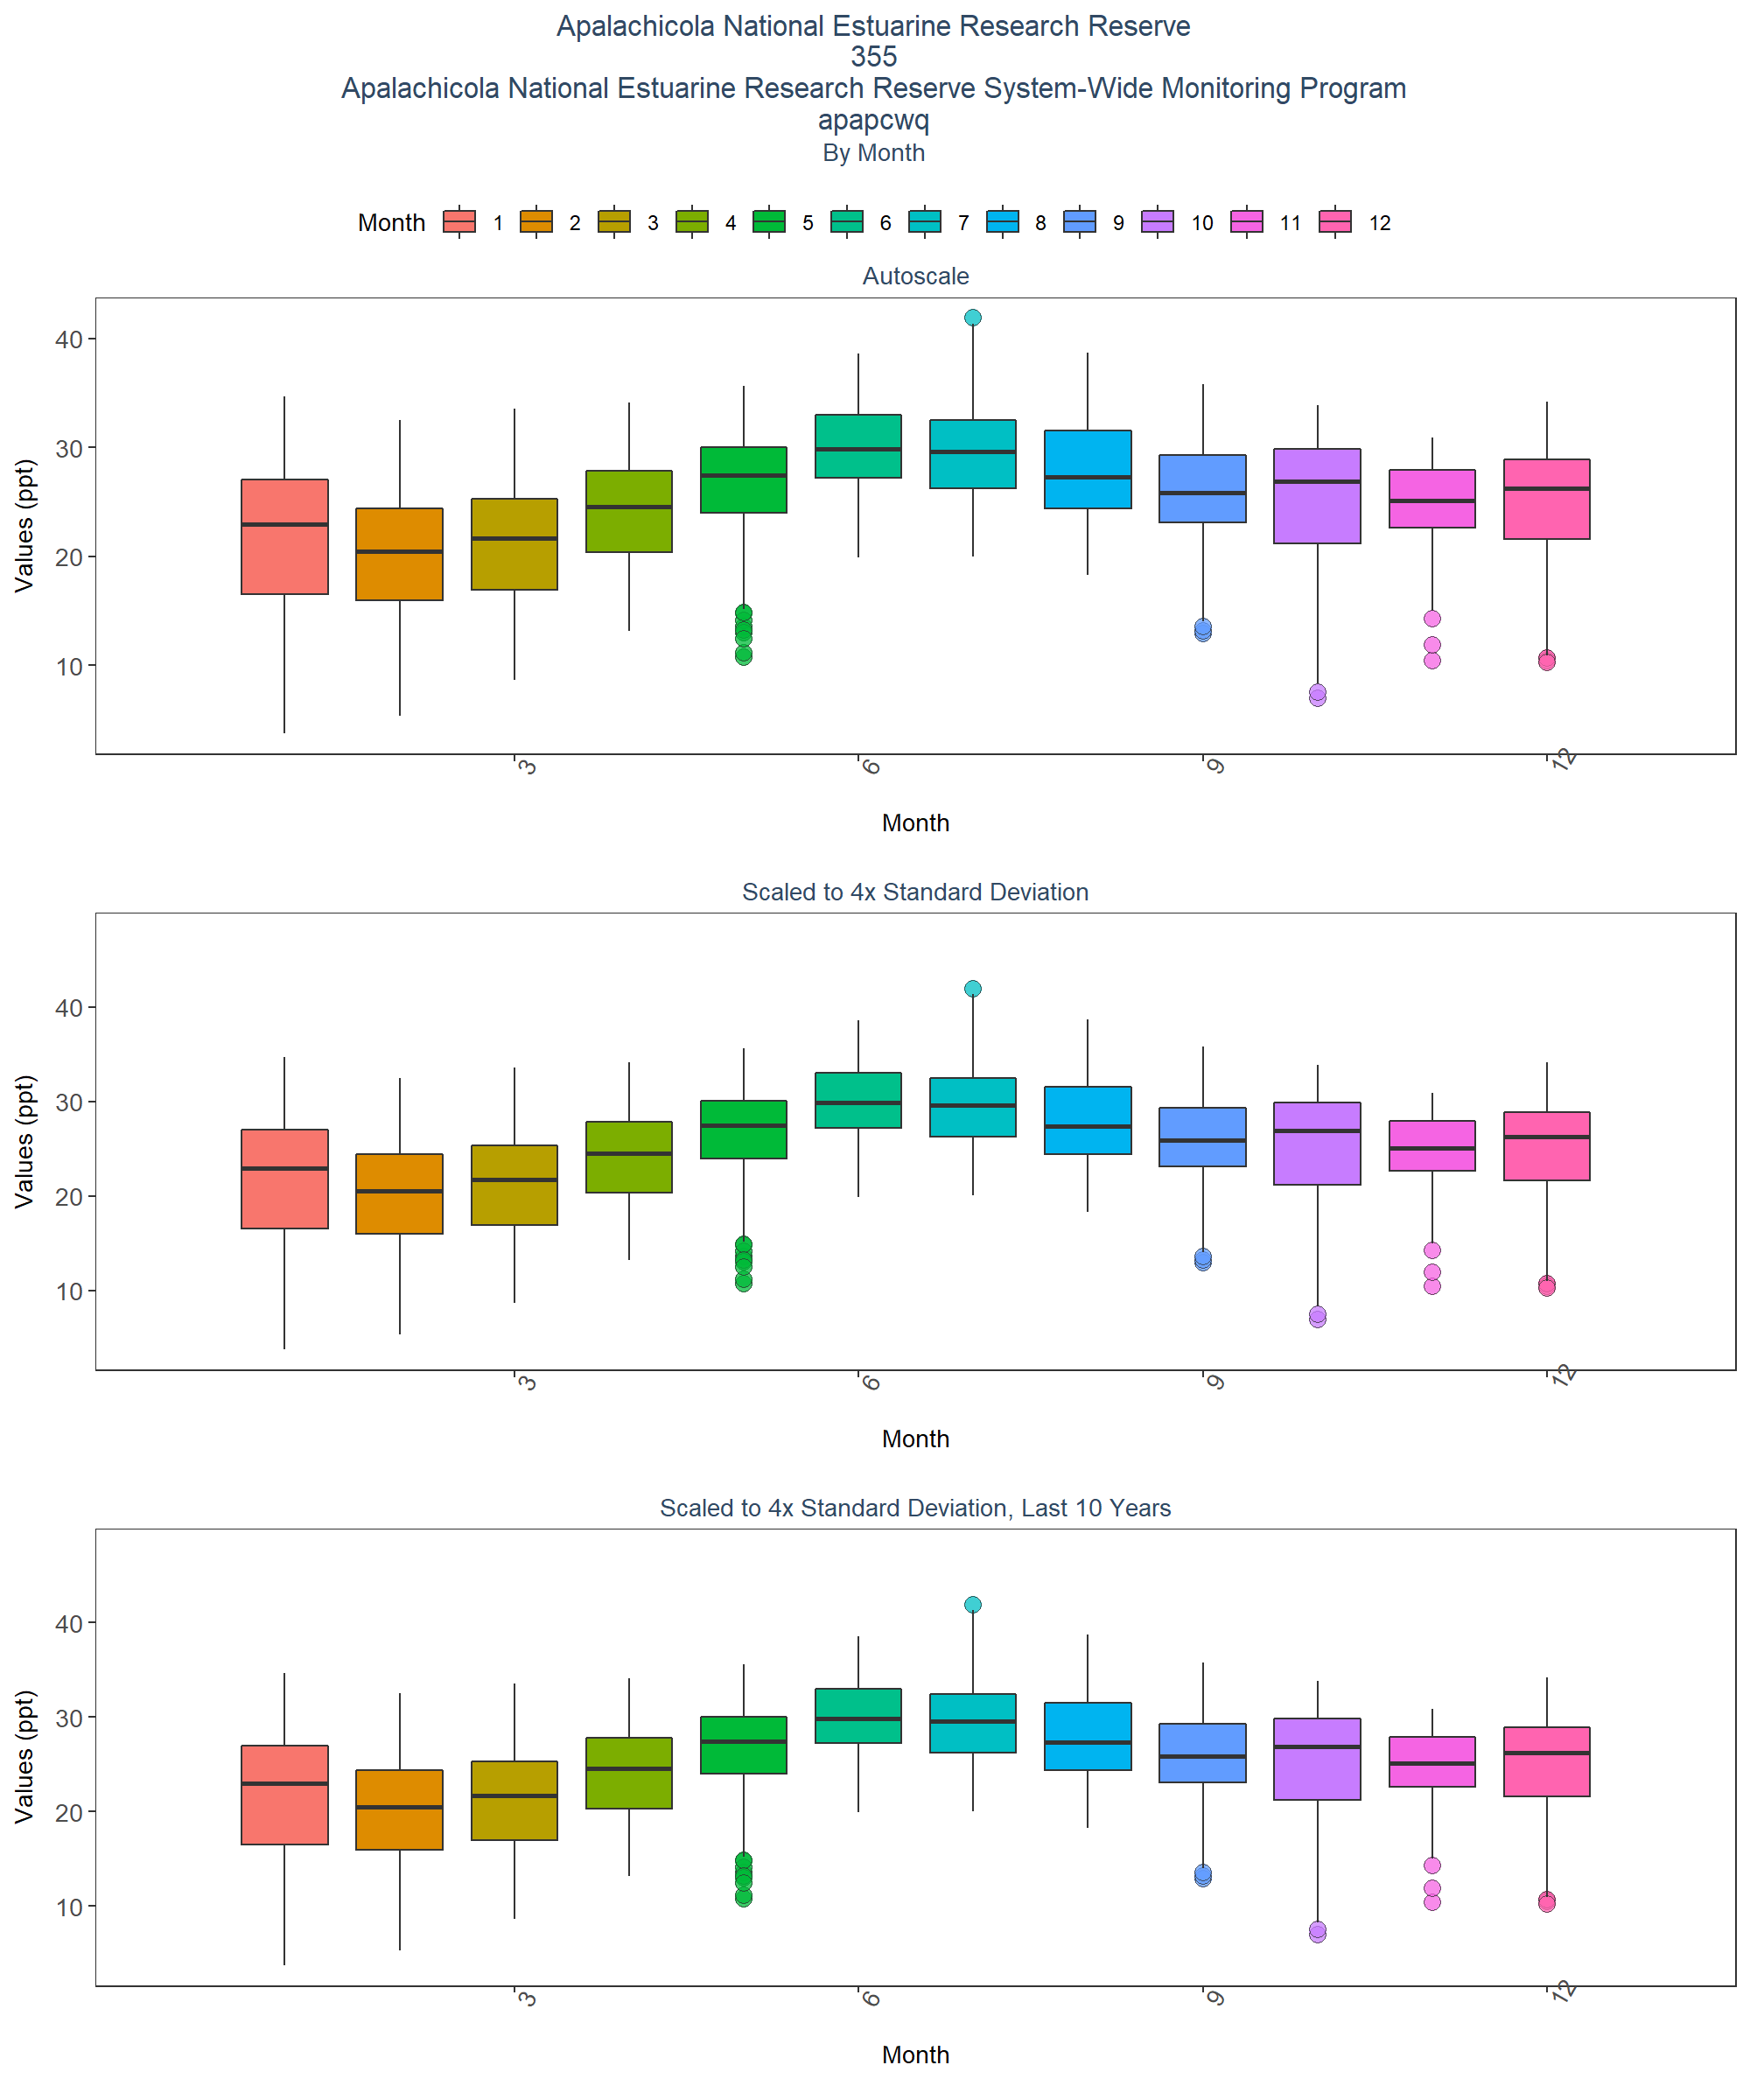 Apalachicola National Estuarine Research Reserve
355
Apalachicola National Estuarine Research Reserve System-Wide Monitoring Program
apapcwq
By Month
Month 1 2 3 4 5 6 7 8 9 10 11 12
Autoscale
Values (ppt)
40
30
20
10
3 6 9 12
Month
Scaled to 4x Standard Deviation
Values (ppt)
40
30
20
10
3 6 9 12
Month
Scaled to 4x Standard Deviation, Last 10 Years
Values (ppt)
40
30
20
10
3 6 9 12
Month